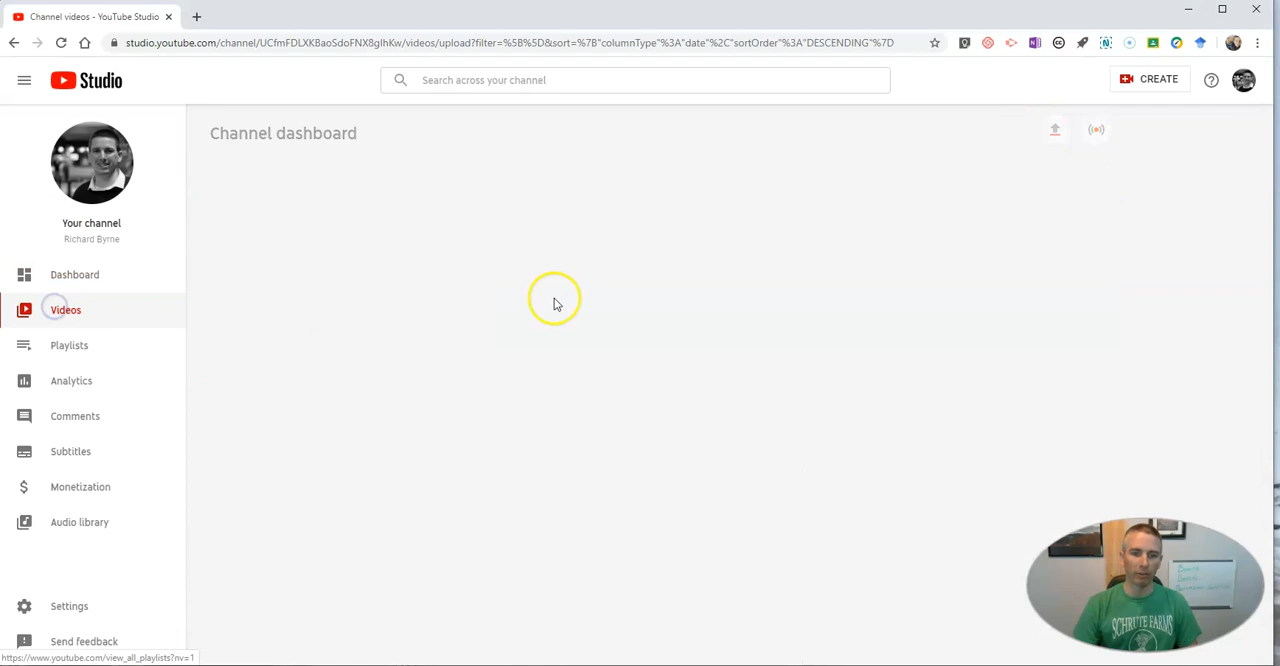 Channel videos - YouTube Studio
studio.youtube.com/channel/UCfmFDLXKBaoSdoFNX8gIhKw/videos/upload?filter=%5B%5D&sort=%7B"columnType"%3A"date"%2C"sortOrder"%3A"DESCENDING"%7D
Studio
Search across your channel
CREATE
Channel dashboard
Your channel
Richard Byrne
Dashboard
Videos
Playlists
Analytics
Comments
Subtitles
Monetization
Audio library
Settings
Send feedback
https://www.youtube.com/view_all_playlists?nv=1
SCHRUTE FARMS